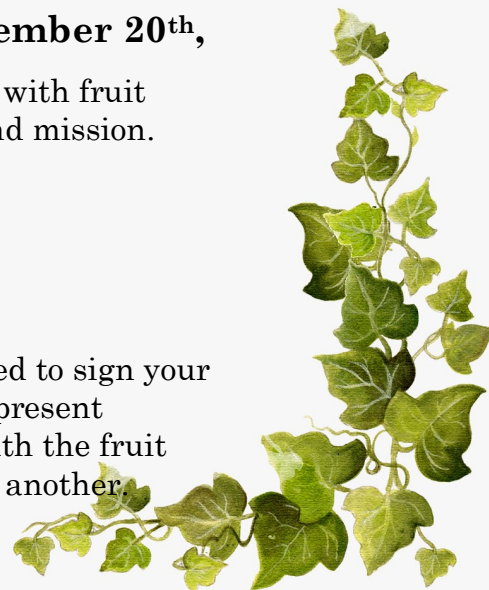 ember 20th,
with fruit
nd mission.
ed to sign your
present
th the fruit
another.